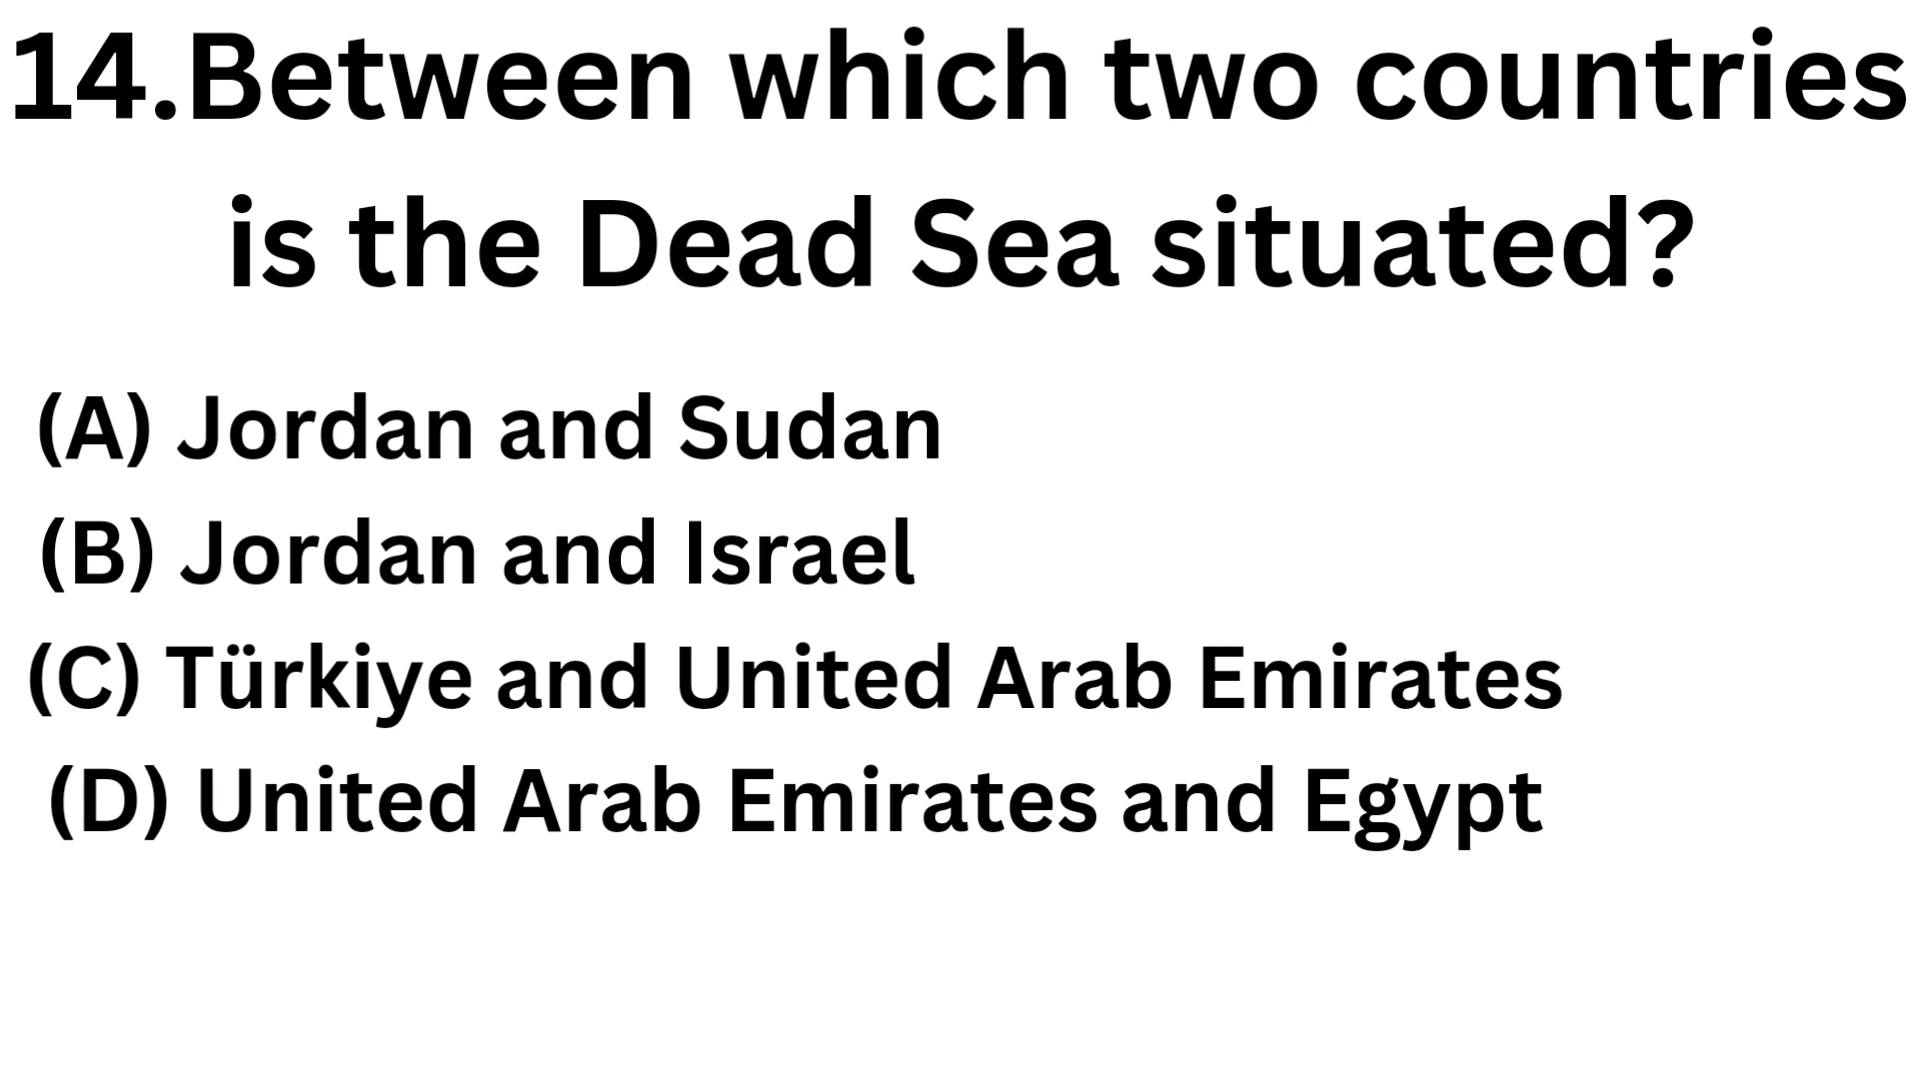 14.Between which two countries
is the Dead Sea situated?
(A) Jordan and Sudan
(B) Jordan and Israel
(C) Türkiye and United Arab Emirates
(D) United Arab Emirates and Egypt